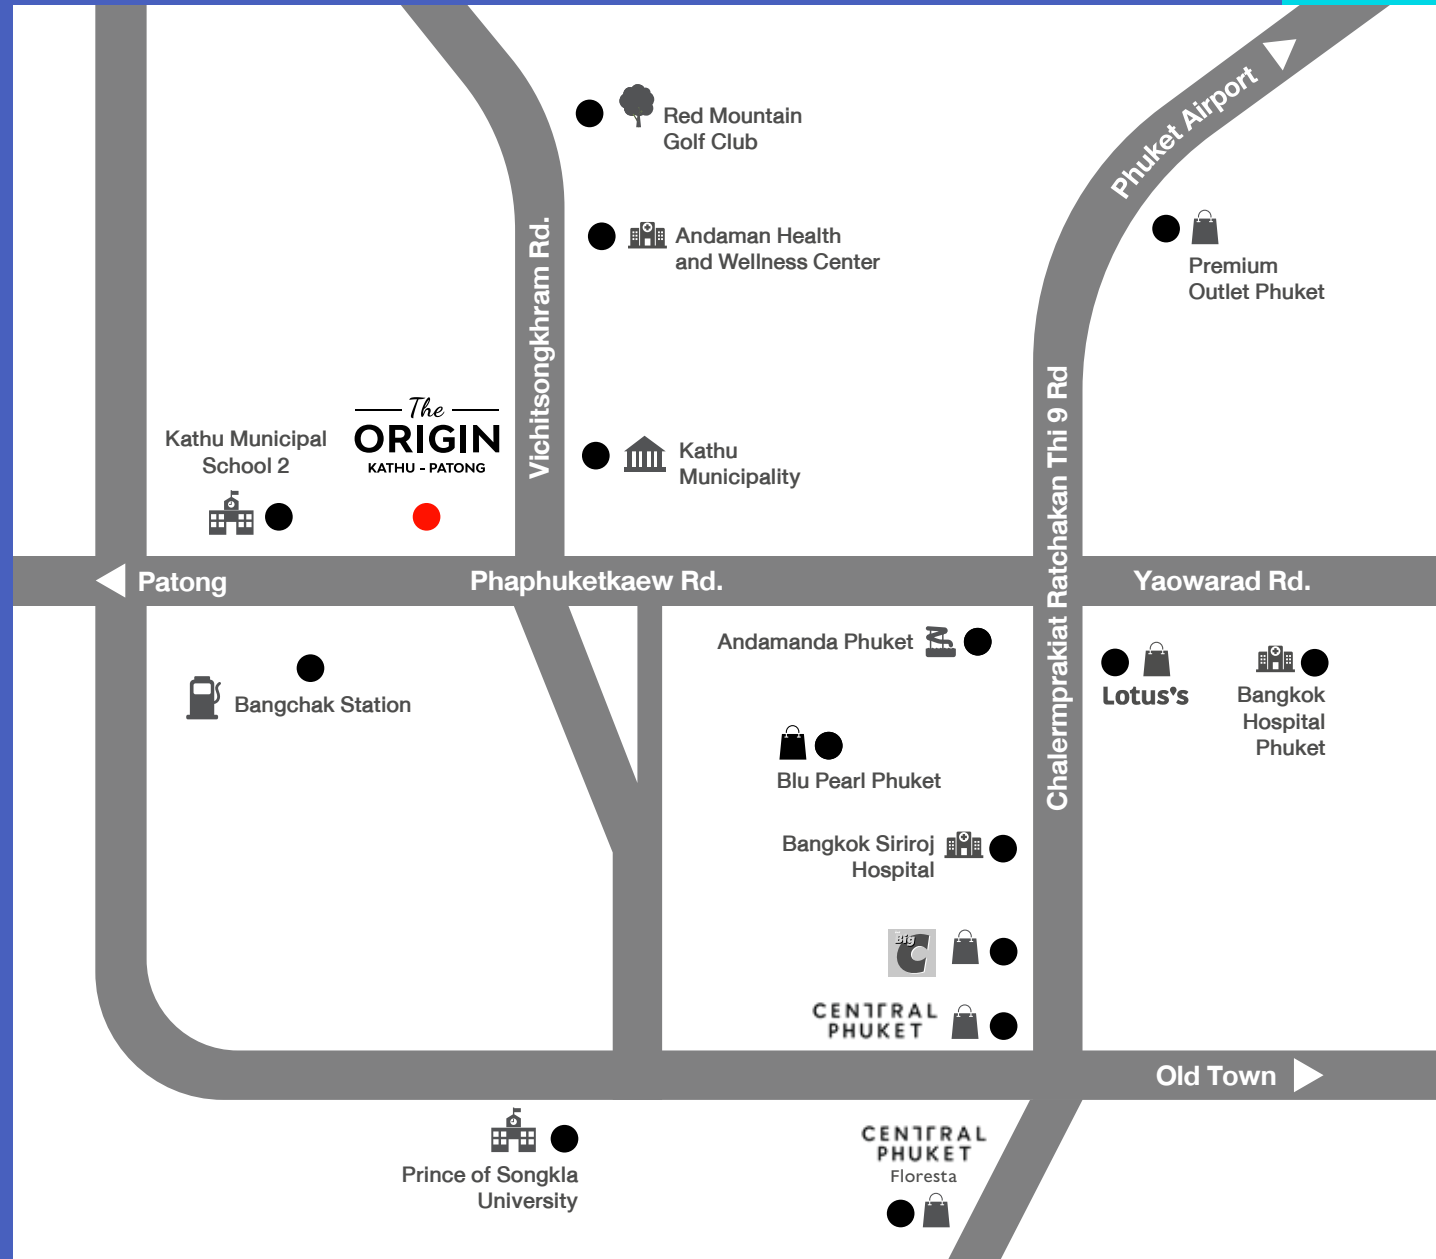 Phuket Airport
Red Mountain
Golf Club
Andaman Health
and Wellness Center
Premium
Outlet Phuket
Vichitsongkhram Rd.
The
ORIGIN
KATHU - PATONG
Kathu Municipal
School 2
Kathu
Municipality
Chalermprakiat Ratchakan Thi 9 Rd
Patong
Phaphuketkaew Rd.
Yaowarad Rd.
Andamanda Phuket
Lotus's
Bangkok
Hospital
Phuket
Bangchak Station
Blu Pearl Phuket
Bangkok Siriroj
Hospital
Big
C
CENTRAL
PHUKET
Old Town
CENTRAL
PHUKET
Floresta
Prince of Songkla
University